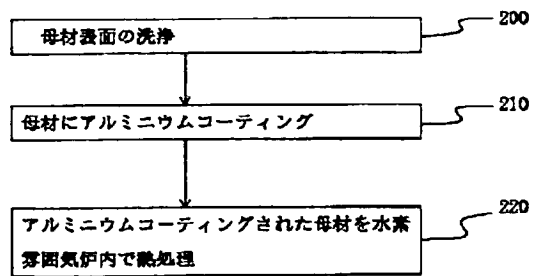 母材表面の洗浄
200
母材にアルミニウムコーティング
210
アルミニウムコーティングされた母材を水素
雰囲気炉内で熱処理
220